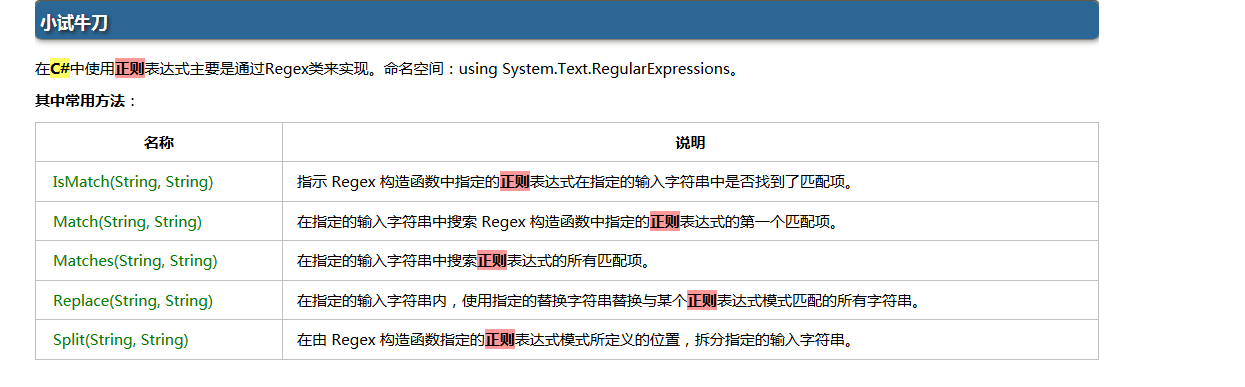 小试牛刀
在C#中使用正则表达式主要是通过Regex类来实现。命名空间：using System.Text.RegularExpressions。
其中常用方法：
名称 说明
IsMatch(String, String) 指示 Regex 构造函数中指定的正则表达式在指定的输入字符串中是否找到了匹配项。
Match(String, String) 在指定的输入字符串中搜索 Regex 构造函数中指定的正则表达式的第一个匹配项。
Matches(String, String) 在指定的输入字符串中搜索正则表达式的所有匹配项。
Replace(String, String) 在指定的输入字符串内，使用指定的替换字符串替换与某个正则表达式模式匹配的所有字符串。
Split(String, String) 在由 Regex 构造函数指定的正则表达式模式所定义的位置，拆分指定的输入字符串。